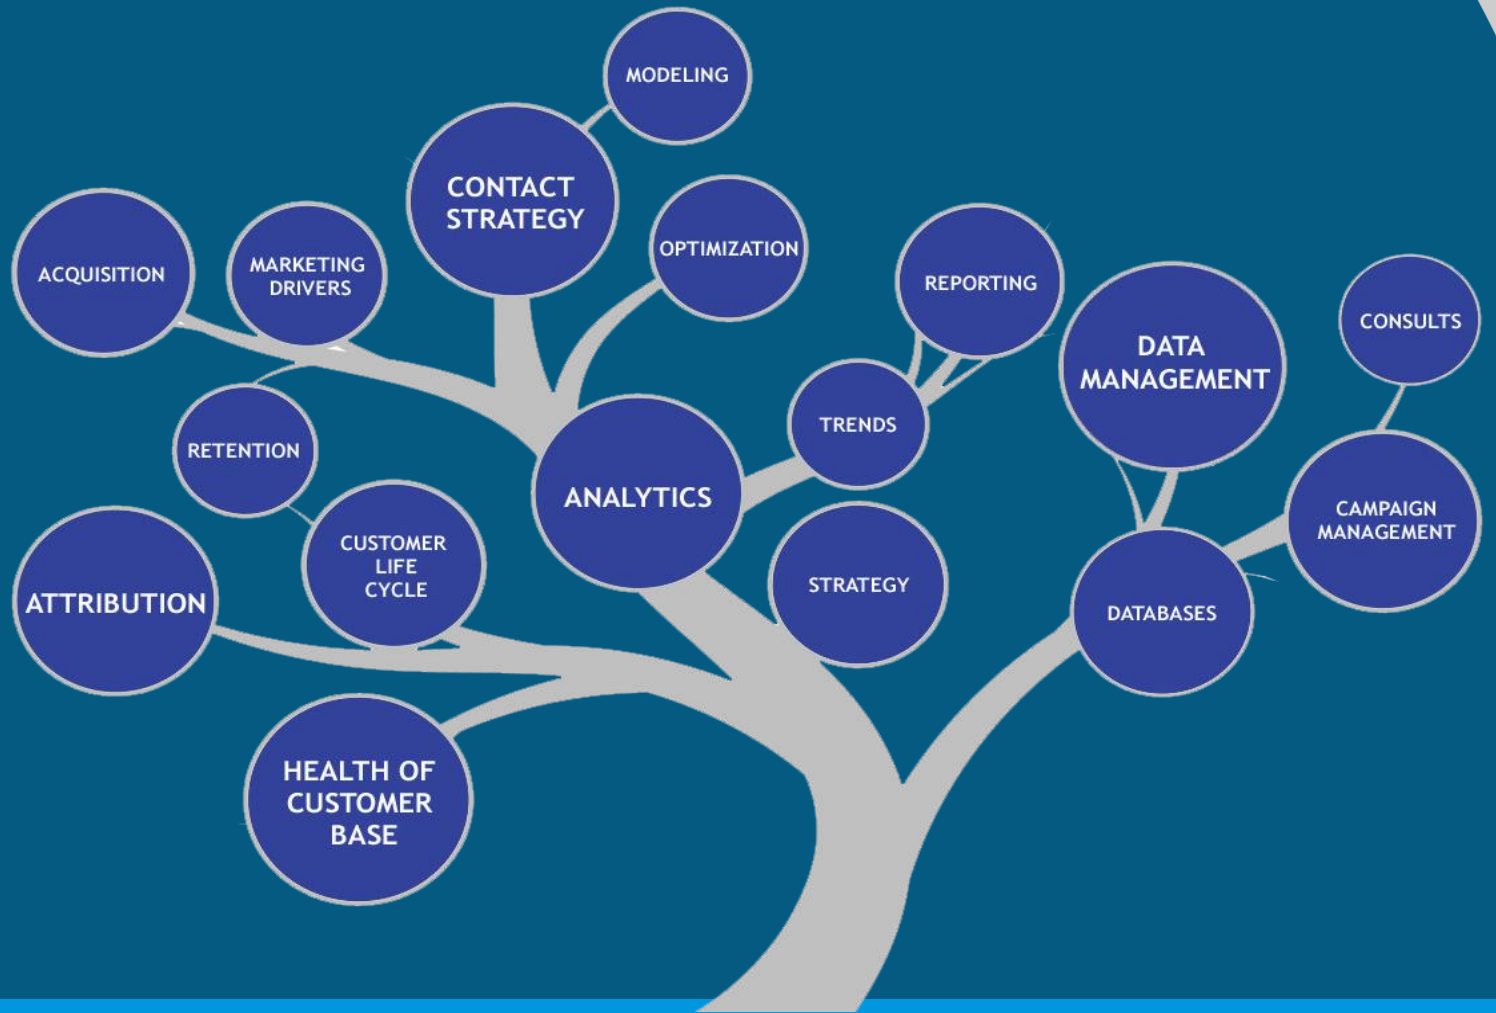 MODELING
CONTACT
STRATEGY
OPTIMIZATION
ACQUISITION
MARKETING
DRIVERS
REPORTING
DATA
MANAGEMENT
CONSULTS
TRENDS
RETENTION
ANALYTICS
CAMPAIGN
MANAGEMENT
CUSTOMER
LIFE
CYCLE
STRATEGY
ATTRIBUTION
DATABASES
HEALTH OF
CUSTOMER
BASE